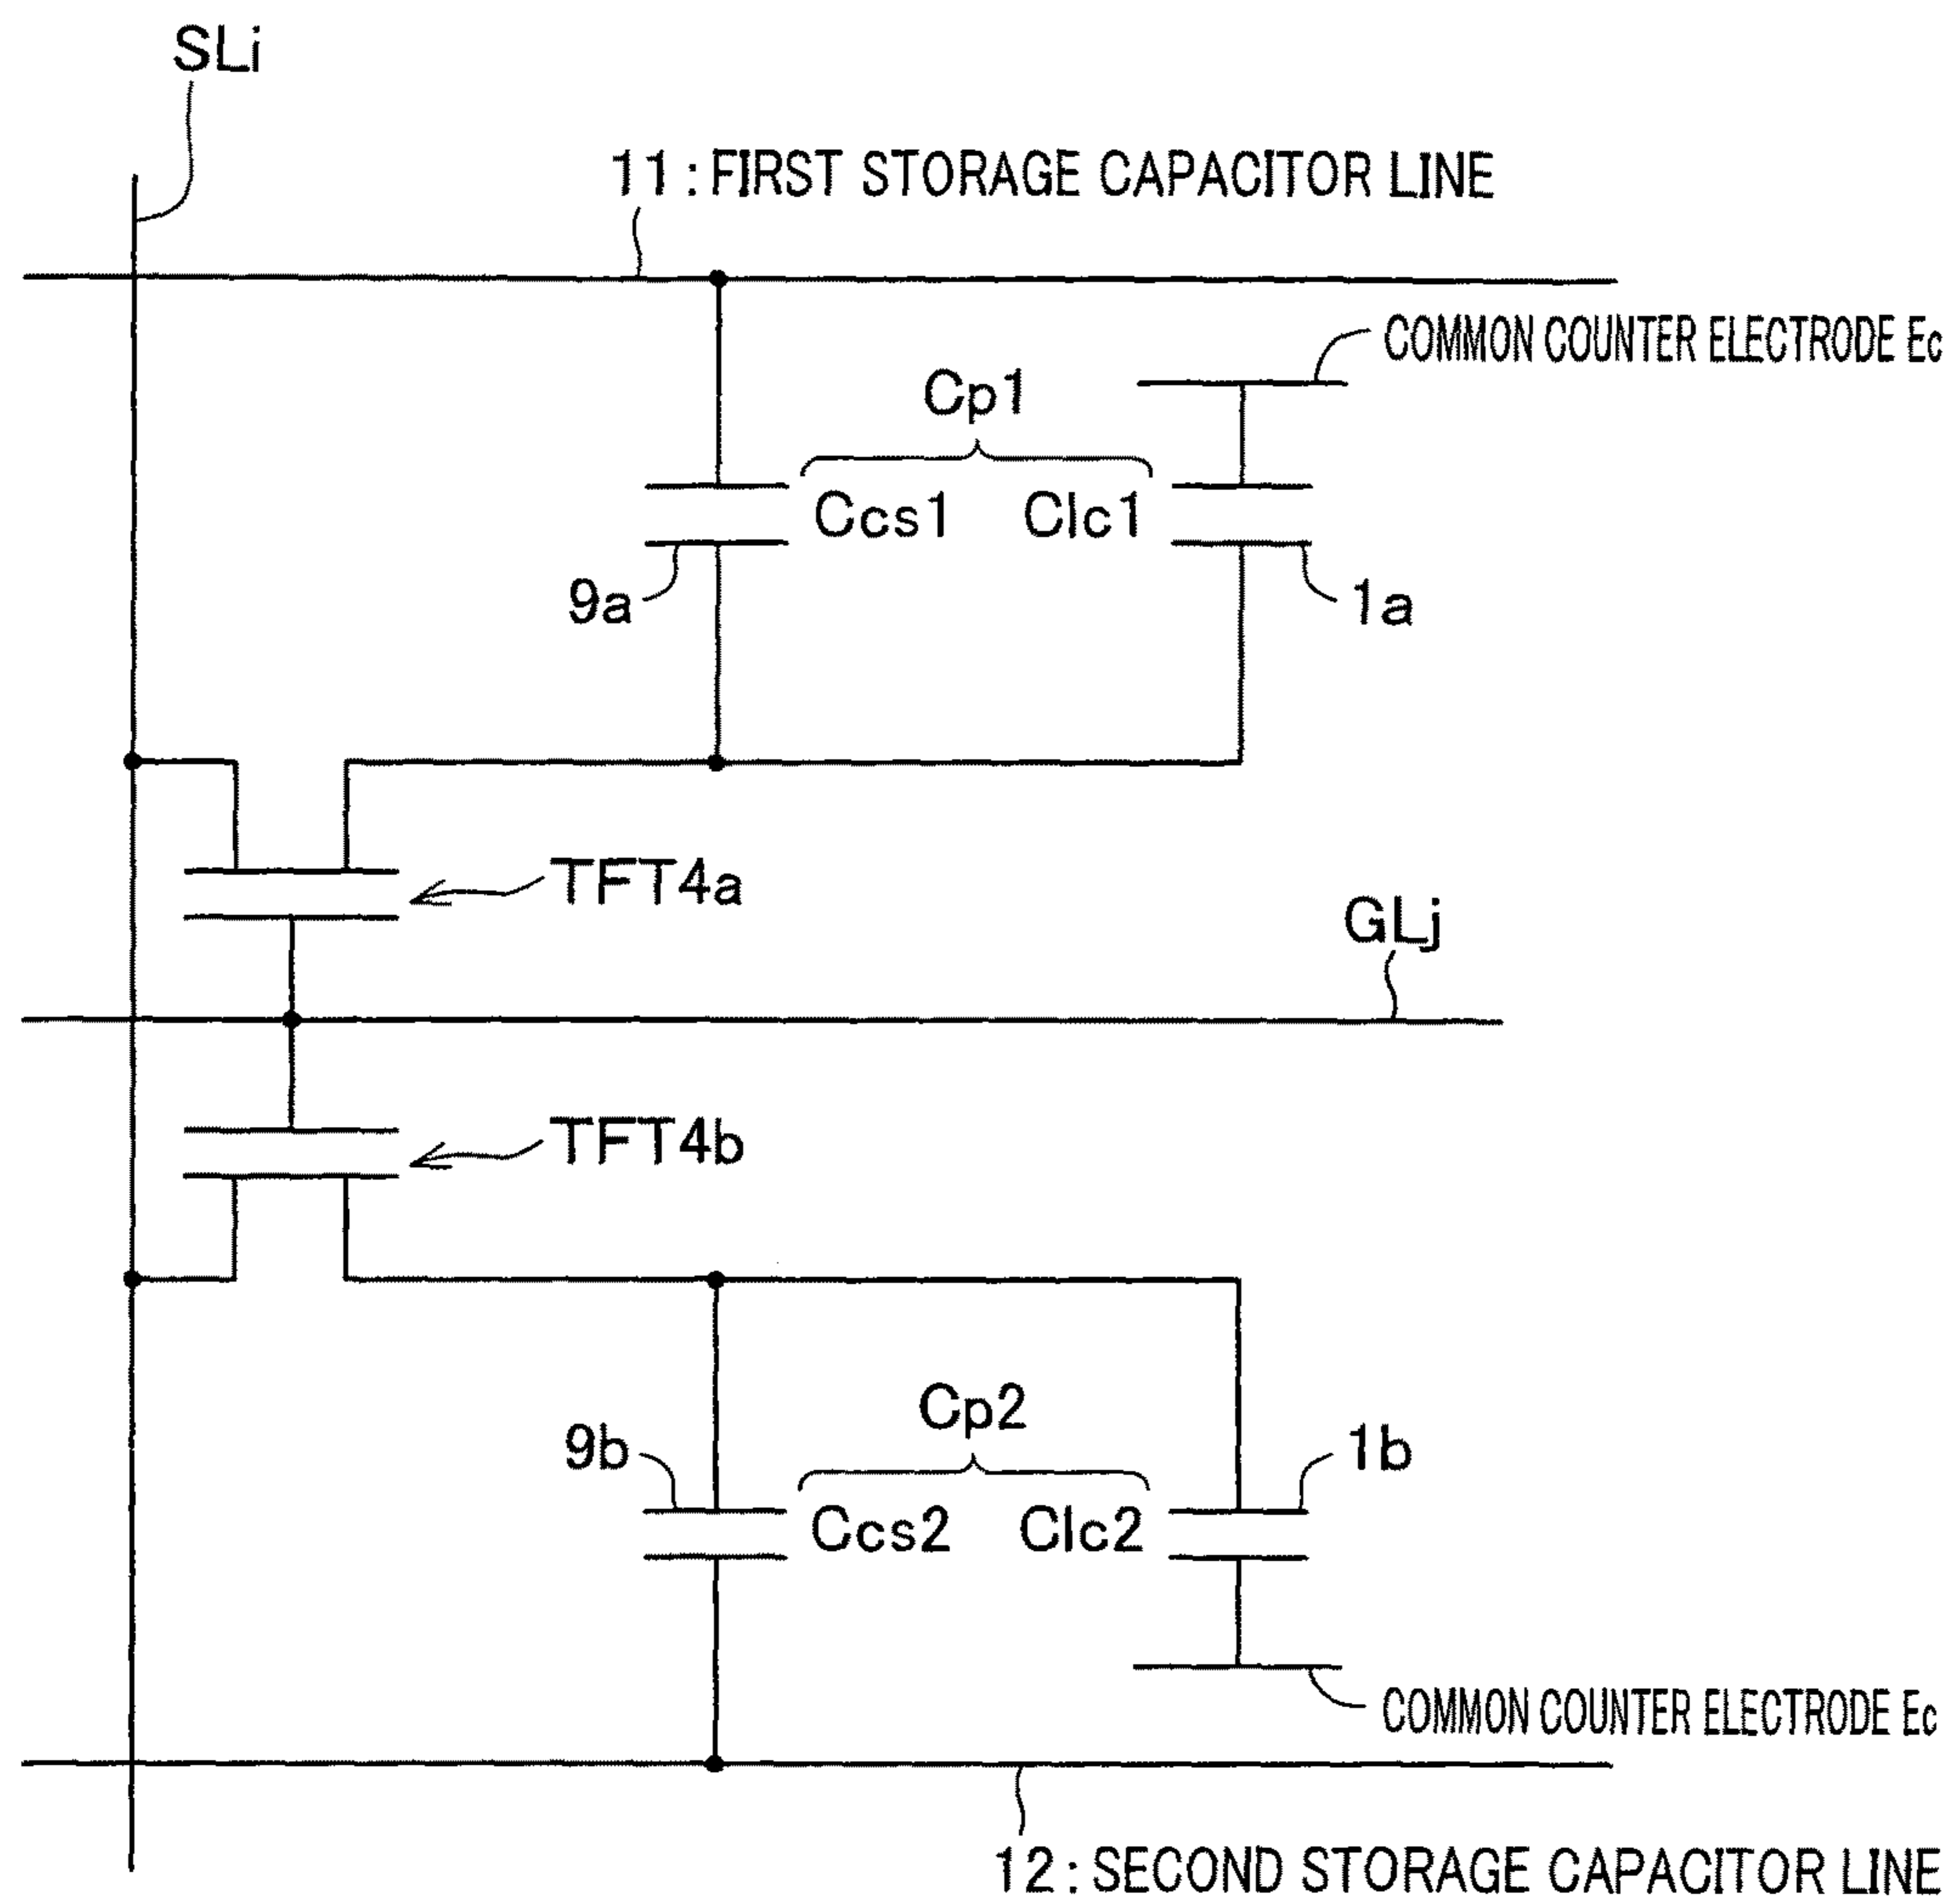 SLi
11 : FIRST STORAGE CAPACITOR LINE
COMMON COUNTER ELECTRODE Ec
Cp1
Ccs1
Clc1
9a
1a
TFT4a
GLj
TFT4b
Cp2
9b
1b
Ccs2
Clc2
COMMON COUNTER ELECTRODE Ec
12 : SECOND STORAGE CAPACITOR LINE